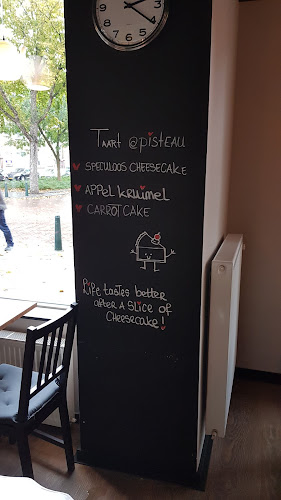 Taart @pisteau
SPECULOOS CHEESECAKE
APPEL KRUIMEL
CARROT CAKE
Life tastes better
after A SLICE OF
CHEESECAKE!